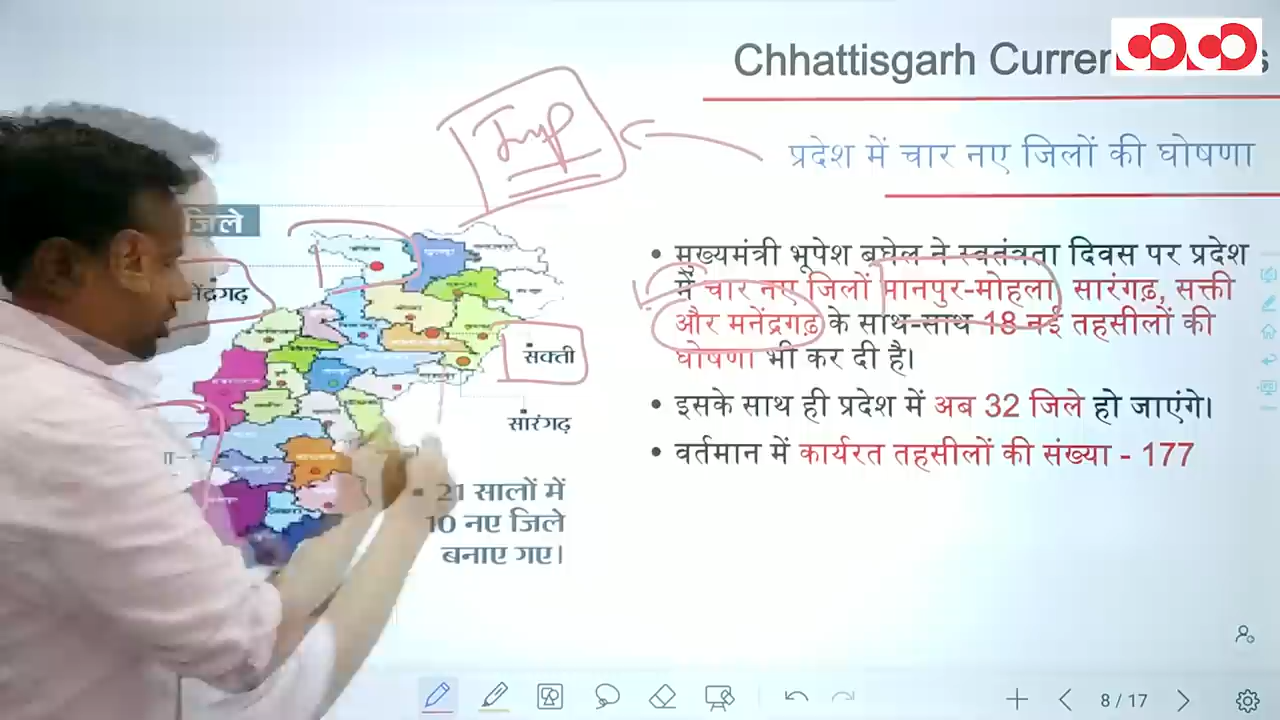 Chhattisgarh Curren
Imp
प्रदेश में चार नए जिलों की घोषणा
जिले
मुख्यमंत्री भूपेश बघेल ने स्वतंत्रता दिवस पर प्रदेश
में चार नए जिलों मानपुर-मोहला, सारंगढ़, सक्ती
और मनेंद्रगढ़ के साथ-साथ 18 नई तहसीलों की
घोषणा भी कर दी है।
इसके साथ ही प्रदेश में अब 32 जिले हो जाएंगे।
वर्तमान में कार्यरत तहसीलों की संख्या - 177
सक्ती
सारंगढ़
21 सालों में
10 नए जिले
बनाए गए।
8 / 17